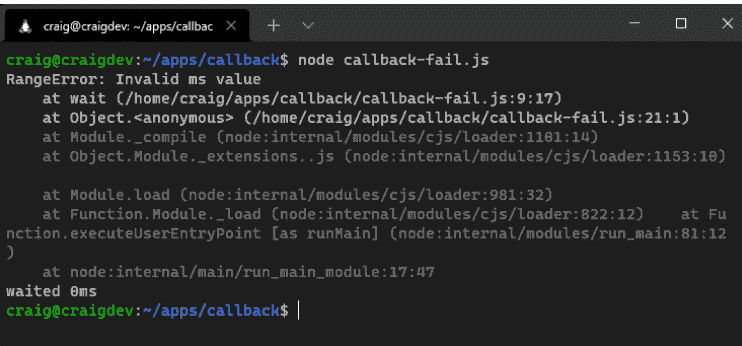 craig@craigdev: ~/apps/callbac
craig@craigdev:~/apps/callback$ node callback-fail.js
RangeError: Invalid ms value
    at wait (/home/craig/apps/callback/callback-fail.js:9:17)
    at Object.<anonymous> (/home/craig/apps/callback/callback-fail.js:21:1)
    at Module._compile (node:internal/modules/cjs/loader:1101:14)
    at Object.Module._extensions..js (node:internal/modules/cjs/loader:1153:10)
    at Module.load (node:internal/modules/cjs/loader:981:32)
    at Function.Module._load (node:internal/modules/cjs/loader:822:12)    at Fu
nction.executeUserEntryPoint [as runMain] (node:internal/modules/run_main:81:12
)
    at node:internal/main/run_main_module:17:47
waited 0ms
craig@craigdev:~/apps/callback$